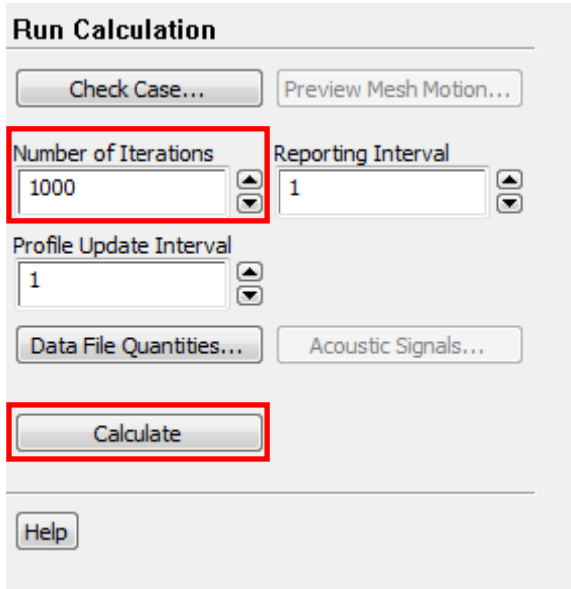 Run Calculation
Check Case... Preview Mesh Motion...
Number of Iterations Reporting Interval
1000 1
Profile Update Interval
1
Data File Quantities... Acoustic Signals...
Calculate
Help